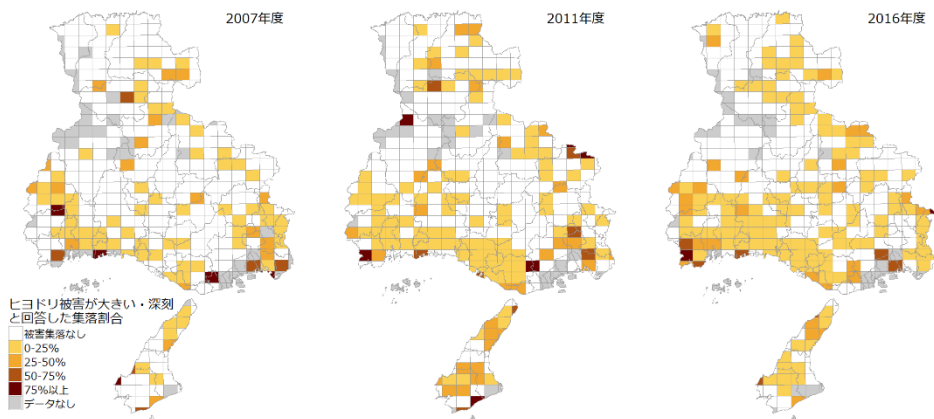 2007年度
2011年度
2016年度
ヒヨドリ被害が大きい・深刻
と回答した集落割合
被害集落なし
0-25%
25-50%
50-75%
75%以上
データなし